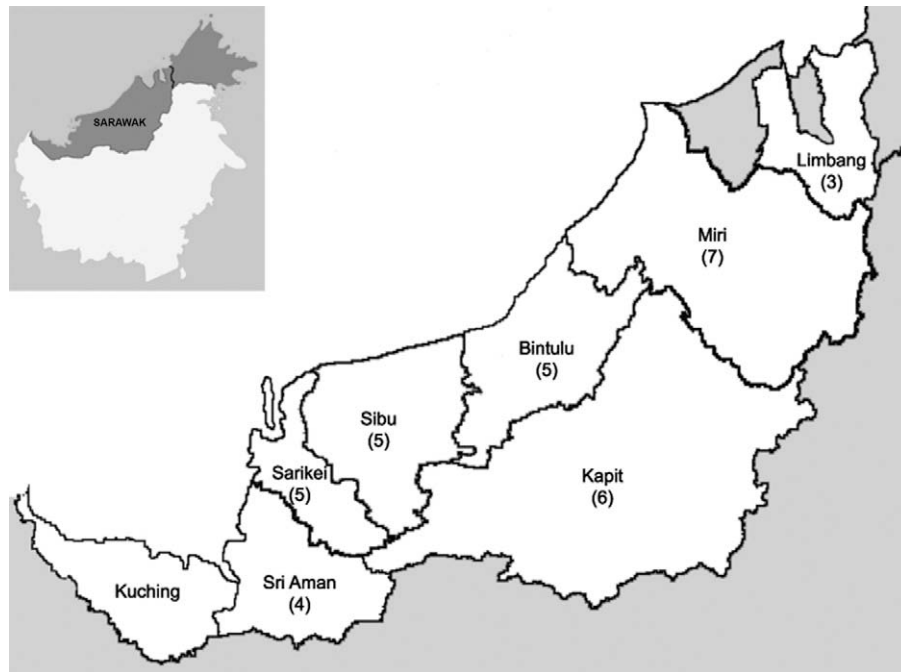 SARAWAK
Limbang
(3)
Miri
(7)
Bintulu
(5)
Sibu
(5)
Sarikei
(5)
Kapit
(6)
Kuching
Sri Aman
(4)